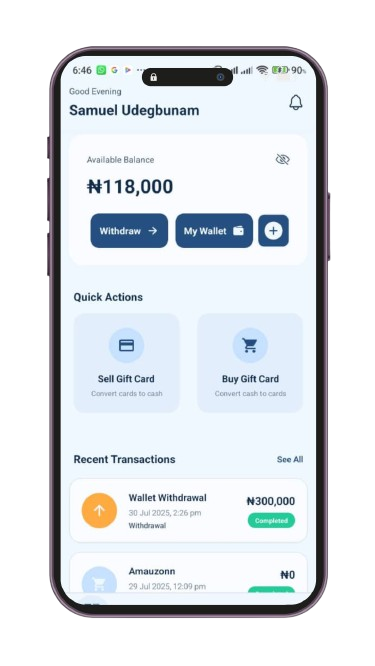 6:46 90%
Good Evening
Samuel Udegbunam
Available Balance
₦118,000
Withdraw
My Wallet
Quick Actions
Sell Gift Card
Convert cards to cash
Buy Gift Card
Convert cash to cards
Recent Transactions See All
Wallet Withdrawal ₦300,000
30 Jul 2025, 2:26 pm Completed
Withdrawal
Amauzonn ₦0
29 Jul 2025, 12:09 pm